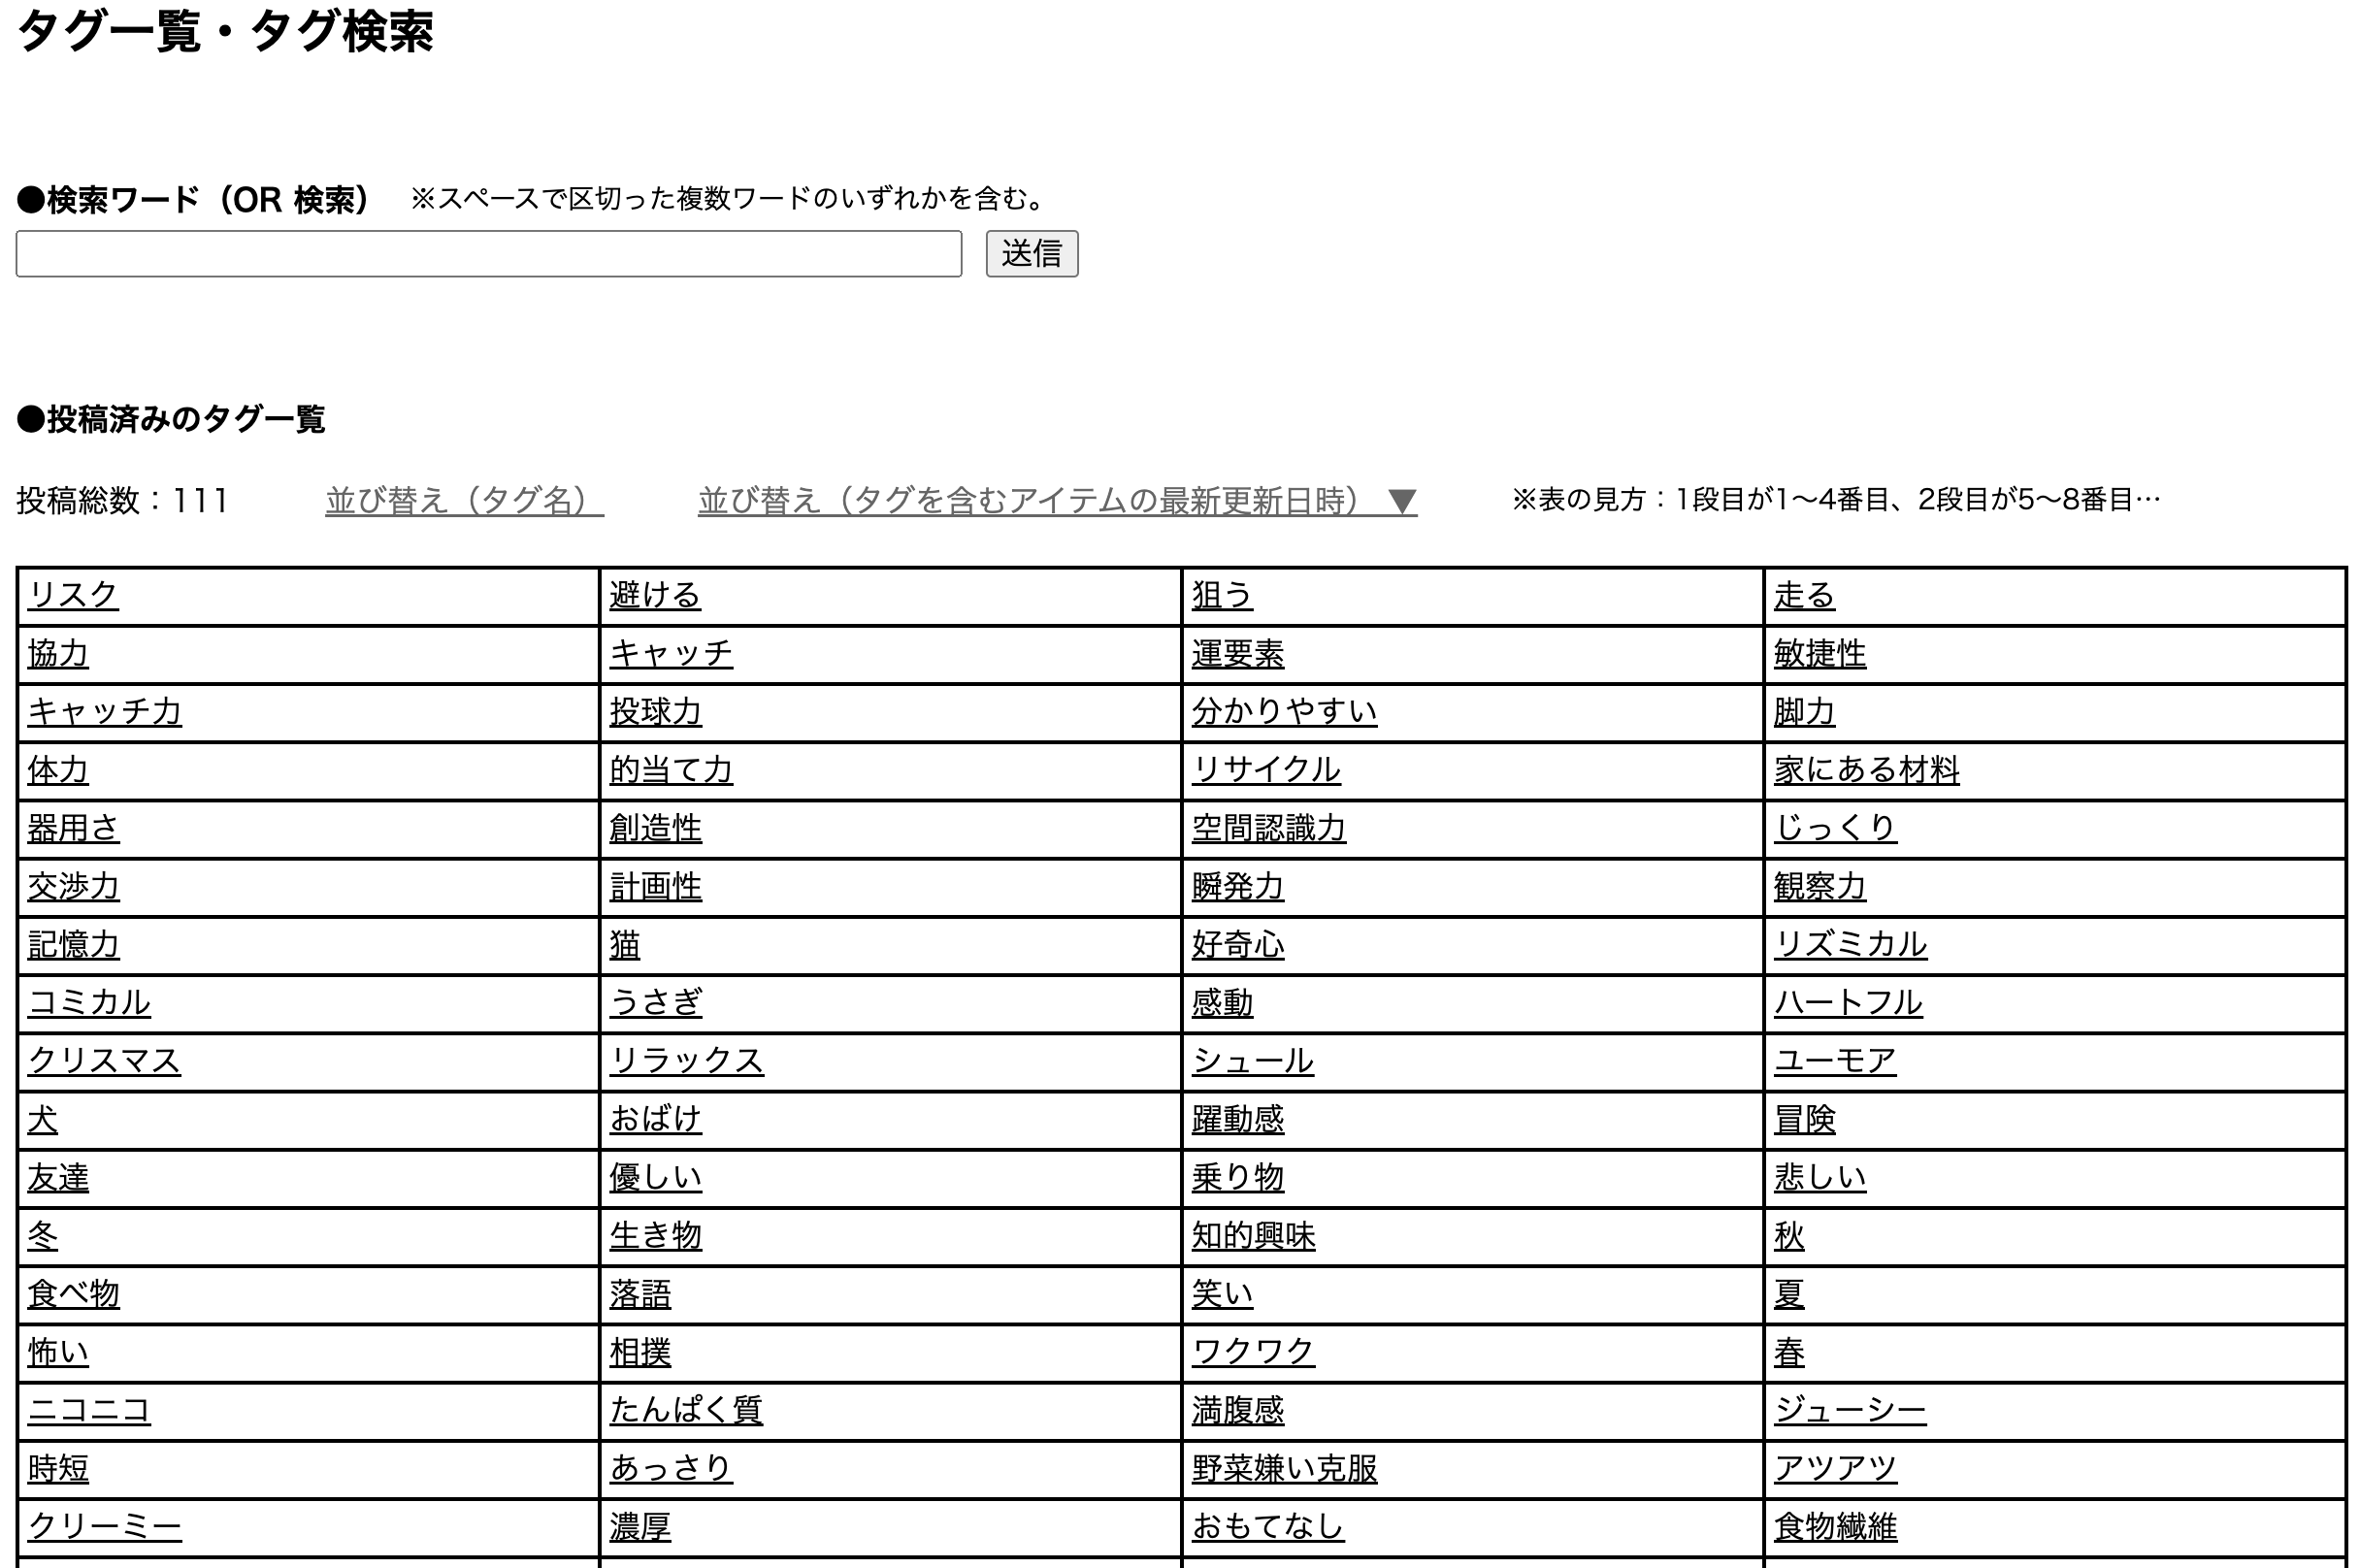 タグ一覧・タグ検索
●検索ワード（OR 検索） ※スペースで区切った複数ワードのいずれかを含む。
送信
●投稿済みのタグ一覧
投稿総数：111 並び替え（タグ名） 並び替え（タグを含むアイテムの最新更新日時） ▼ ※表の見方：1段目が1〜4番目、2段目が5〜8番目…
リスク 避ける 狙う 走る
協力 キャッチ 運要素 敏捷性
キャッチ力 投球力 分かりやすい 脚力
体力 的当て力 リサイクル 家にある材料
器用さ 創造性 空間認識力 じっくり
交渉力 計画性 瞬発力 観察力
記憶力 猫 好奇心 リズミカル
コミカル うさぎ 感動 ハートフル
クリスマス リラックス シュール ユーモア
犬 おばけ 躍動感 冒険
友達 優しい 乗り物 悲しい
冬 生き物 知的興味 秋
食べ物 落語 笑い 夏
怖い 相撲 ワクワク 春
ニコニコ たんぱく質 満腹感 ジューシー
時短 あっさり 野菜嫌い克服 アツアツ
クリーミー 濃厚 おもてなし 食物繊維